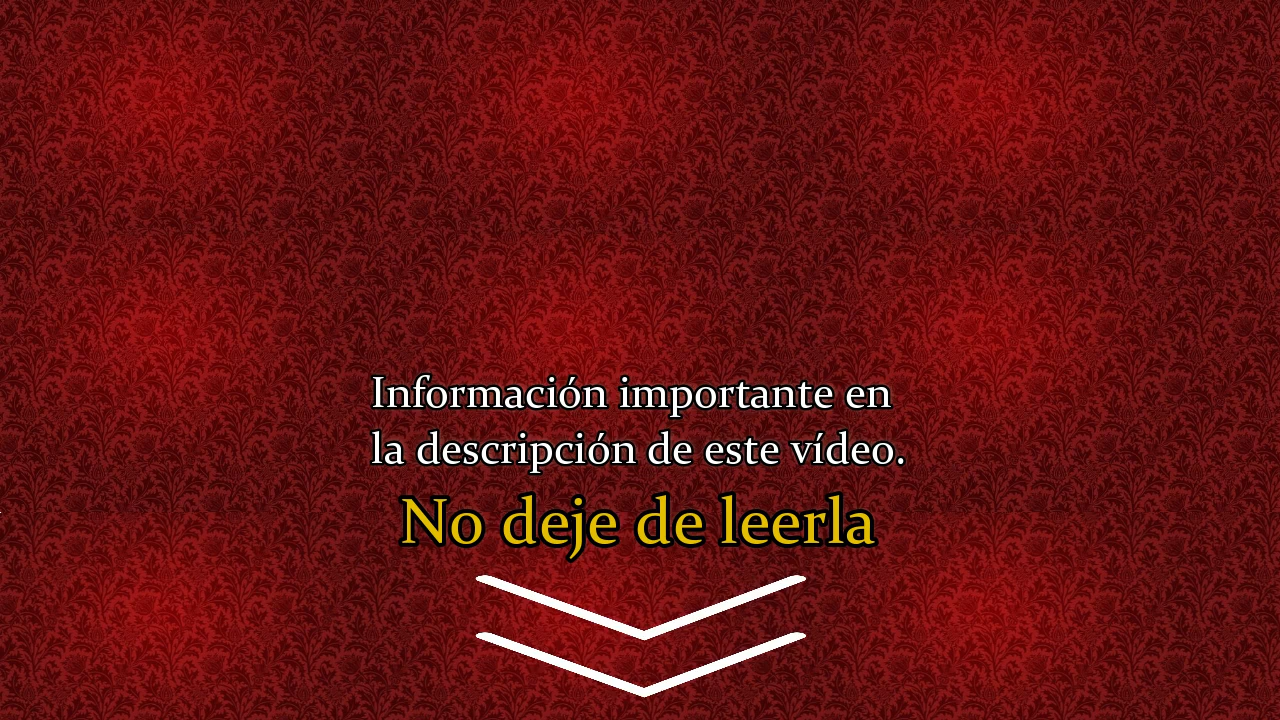 Información importante en
la descripción de este vídeo.
No deje de leerla